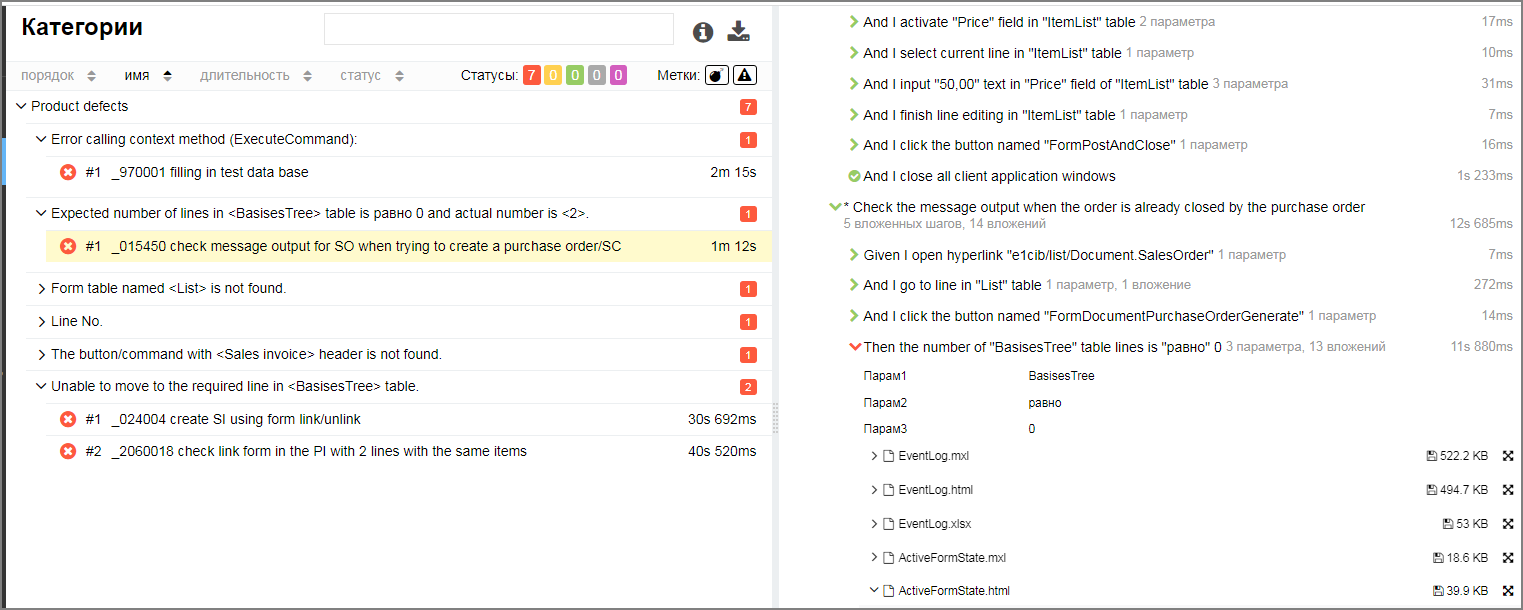 Категории
порядок имя длительность статус Статусы: 7 0 0 0 0 Метки:
Product defects 7
Error calling context method (ExecuteCommand): 1
#1 _970001 filling in test data base 2m 15s
Expected number of lines in <BasisesTree> table is равно 0 and actual number is <2>. 1
#1 _015450 check message output for SO when trying to create a purchase order/SC 1m 12s
Form table named <List> is not found. 1
Line No. 1
The button/command with <Sales invoice> header is not found. 1
Unable to move to the required line in <BasisesTree> table. 2
#1 _024004 create SI using form link/unlink 30s 692ms
#2 _2060018 check link form in the PI with 2 lines with the same items 40s 520ms
And I activate "Price" field in "ItemList" table 2 параметра 17ms
And I select current line in "ItemList" table 1 параметр 10ms
And I input "50,00" text in "Price" field of "ItemList" table 3 параметра 31ms
And I finish line editing in "ItemList" table 1 параметр 7ms
And I click the button named "FormPostAndClose" 1 параметр 16ms
And I close all client application windows 1s 233ms
* Check the message output when the order is already closed by the purchase order
5 вложенных шагов, 14 вложений 12s 685ms
Given I open hyperlink "e1cib/list/Document.SalesOrder" 1 параметр 7ms
And I go to line in "List" table 1 параметр, 1 вложение 272ms
And I click the button named "FormDocumentPurchaseOrderGenerate" 1 параметр 14ms
Then the number of "BasisesTree" table lines is "равно" 0 3 параметра, 13 вложений 11s 880ms
Парам1 BasisesTree
Парам2 равно
Парам3 0
EventLog.mxl 522.2 KB
EventLog.html 494.7 KB
EventLog.xlsx 53 KB
ActiveFormState.mxl 18.6 KB
ActiveFormState.html 39.9 KB